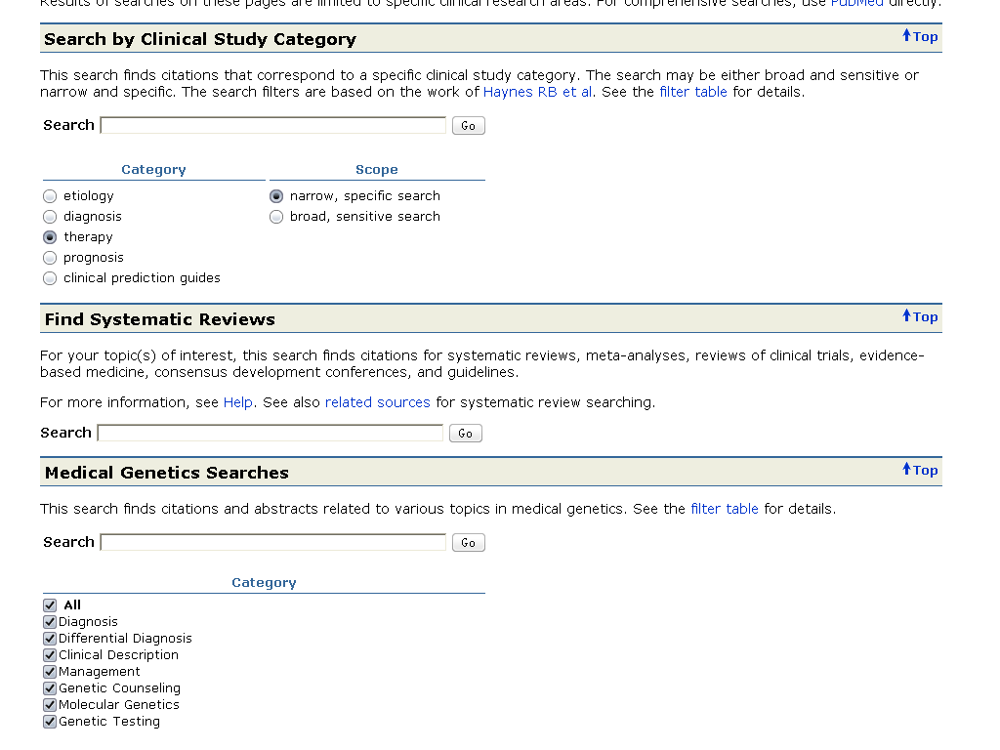 Results of searches on these pages are limited to specific clinical research areas. For comprehensive searches, use PubMed directly.
Search by Clinical Study Category Top
This search finds citations that correspond to a specific clinical study category. The search may be either broad and sensitive or
narrow and specific. The search filters are based on the work of Haynes RB et al. See the filter table for details.
Search Go
Category Scope
etiology narrow, specific search
diagnosis broad, sensitive search
therapy
prognosis
clinical prediction guides
Find Systematic Reviews Top
For your topic(s) of interest, this search finds citations for systematic reviews, meta-analyses, reviews of clinical trials, evidence-
based medicine, consensus development conferences, and guidelines.
For more information, see Help. See also related sources for systematic review searching.
Search Go
Medical Genetics Searches Top
This search finds citations and abstracts related to various topics in medical genetics. See the filter table for details.
Search Go
Category
All
Diagnosis
Differential Diagnosis
Clinical Description
Management
Genetic Counseling
Molecular Genetics
Genetic Testing